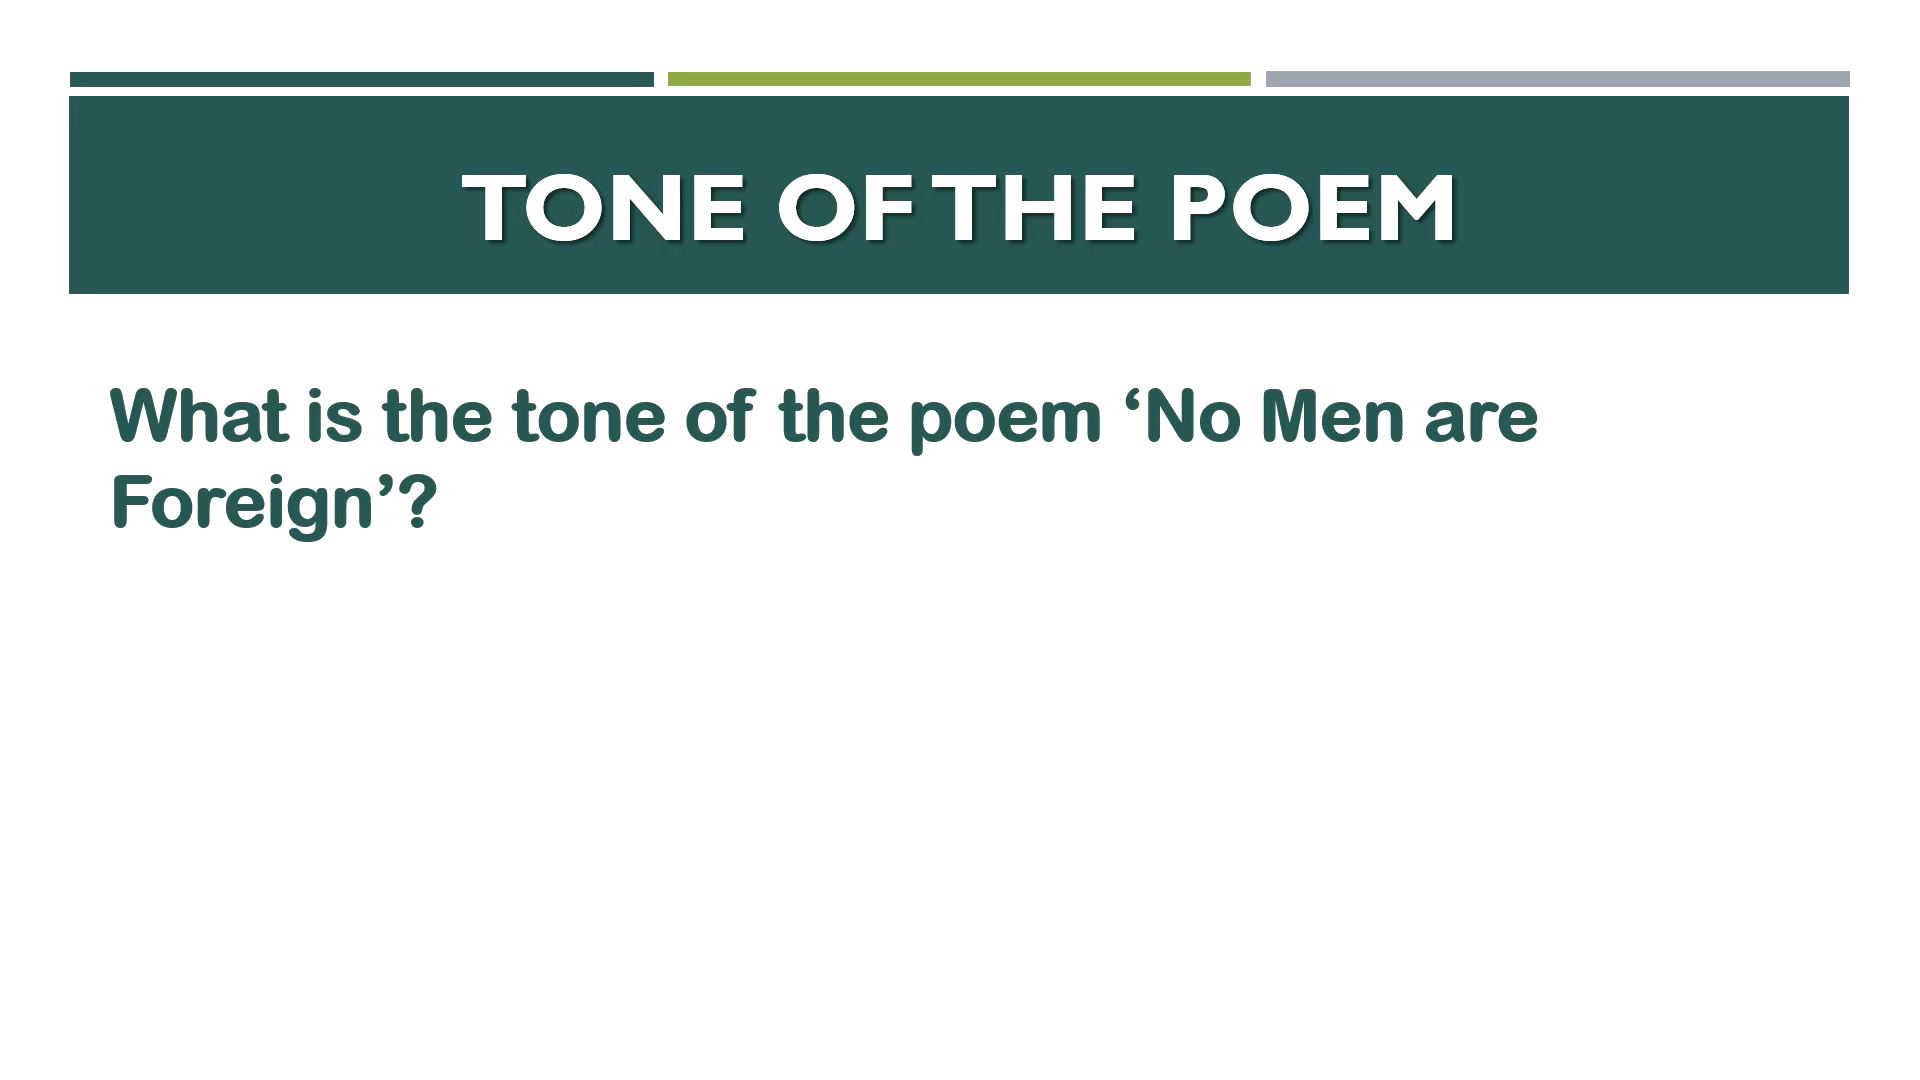 TONE OF THE POEM
What is the tone of the poem ‘No Men are
Foreign’?